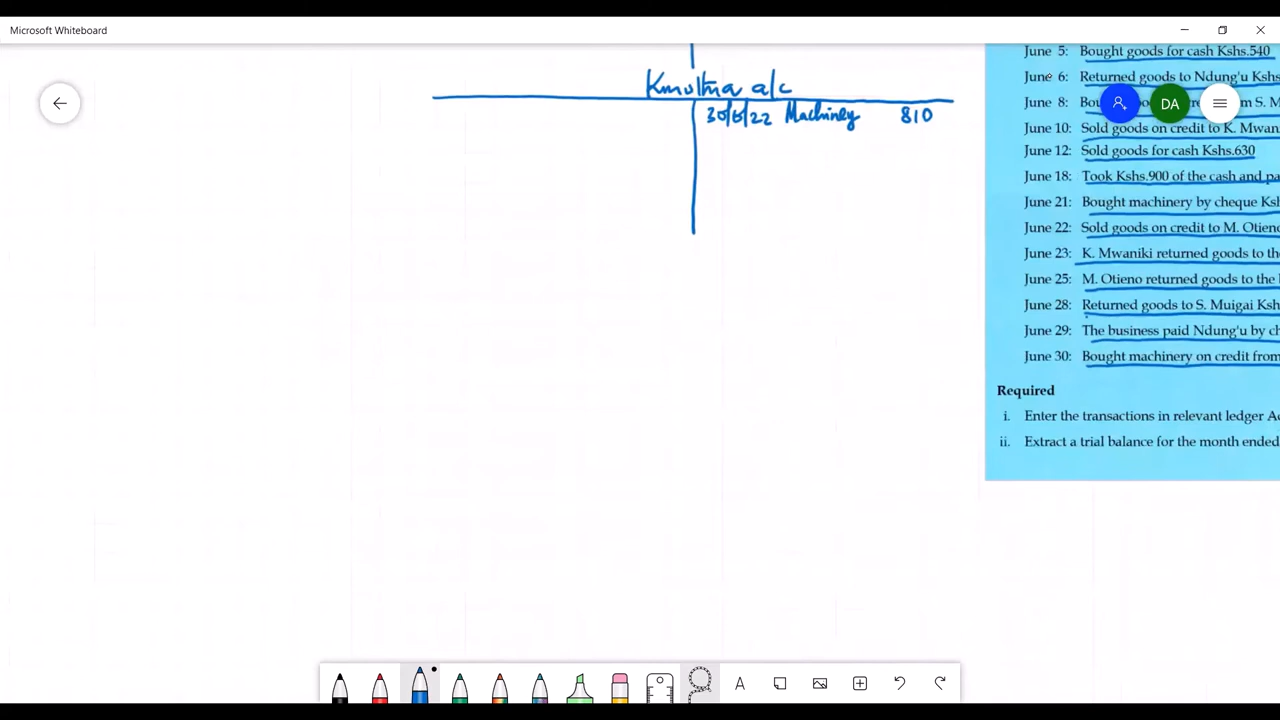 Microsoft Whiteboard
a/c
30/6/22 Machinery 810
June 5: Bought goods for cash Kshs.540
June 6: Returned goods to Ndung'u Kshs
June 8:
DA
June 10: Sold goods on credit to K. Mwan
June 12: Sold goods for cash Kshs.630
June 18: Took Kshs.900 of the cash and pa
June 21: Bought machinery by cheque Ksh
June 22: Sold goods on credit to M. Otieno
June 23: K. Mwaniki returned goods to the
June 25: M. Otieno returned goods to the
June 28: Returned goods to S. Muigai Ksh
June 29: The business paid Ndung'u by ch
June 30: Bought machinery on credit from
Required
i. Enter the transactions in relevant ledger A
ii. Extract a trial balance for the month ended
A